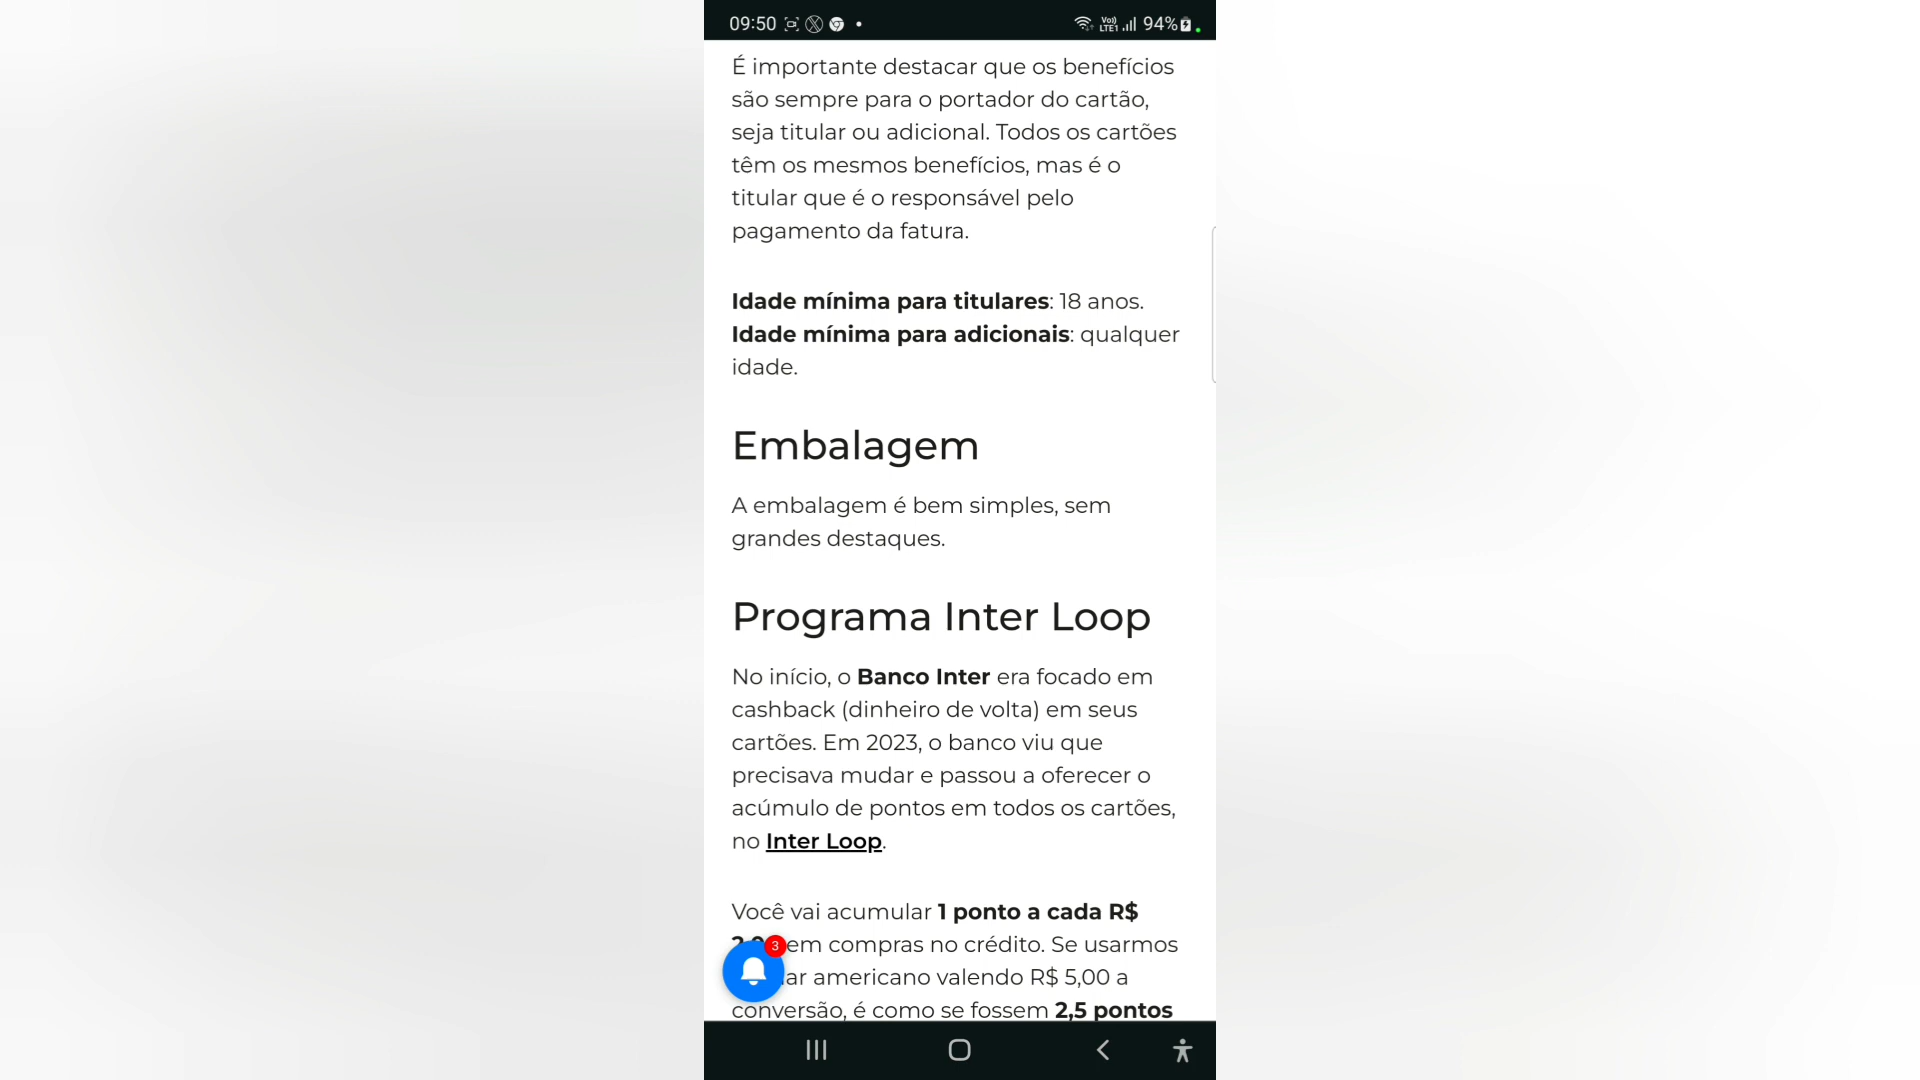 09:50
Vo))
LTE1
94%
É importante destacar que os benefícios
são sempre para o portador do cartão,
seja titular ou adicional. Todos os cartões
têm os mesmos benefícios, mas é o
titular que é o responsável pelo
pagamento da fatura.
Idade mínima para titulares: 18 anos.
Idade mínima para adicionais: qualquer
idade.
Embalagem
A embalagem é bem simples, sem
grandes destaques.
Programa Inter Loop
No início, o Banco Inter era focado em
cashback (dinheiro de volta) em seus
cartões. Em 2023, o banco viu que
precisava mudar e passou a oferecer o
acúmulo de pontos em todos os cartões,
no Inter Loop.
Você vai acumular 1 ponto a cada R$
em compras no crédito. Se usarmos
3
americano valendo R$ 5,00 a
conversão, é como se fossem 2,5 pontos